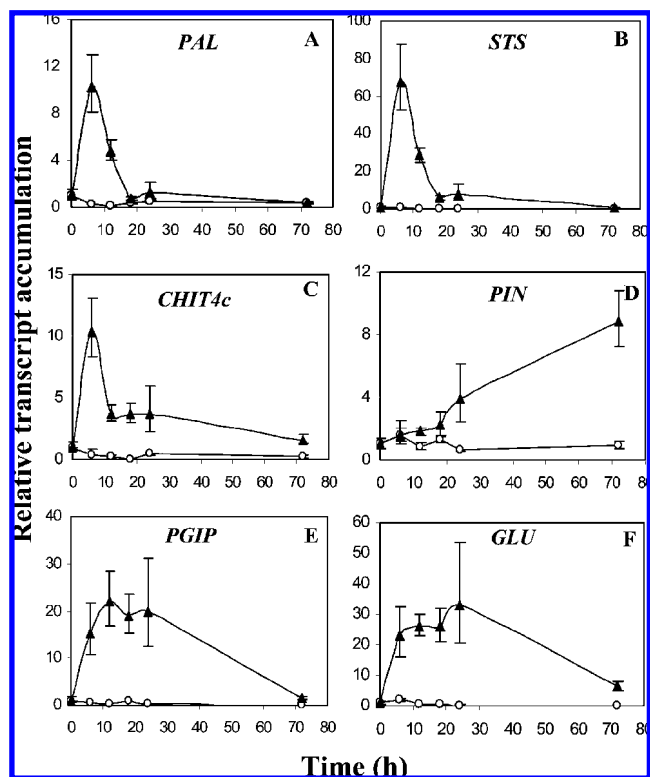 Relative transcript accumulation
PAL A
16
12
8
4
0
0 10 20 30 40 50 60 70 80
STS B
100
80
60
40
20
0
0 10 20 30 40 50 60 70 80
CHIT4c C
15
10
5
0
0 10 20 30 40 50 60 70 80
PIN D
12
8
4
0
0 10 20 30 40 50 60 70 80
PGIP E
40
30
20
10
0
0 10 20 30 40 50 60 70 80
GLU F
60
50
40
30
20
10
0
0 10 20 30 40 50 60 70 80
Time (h)